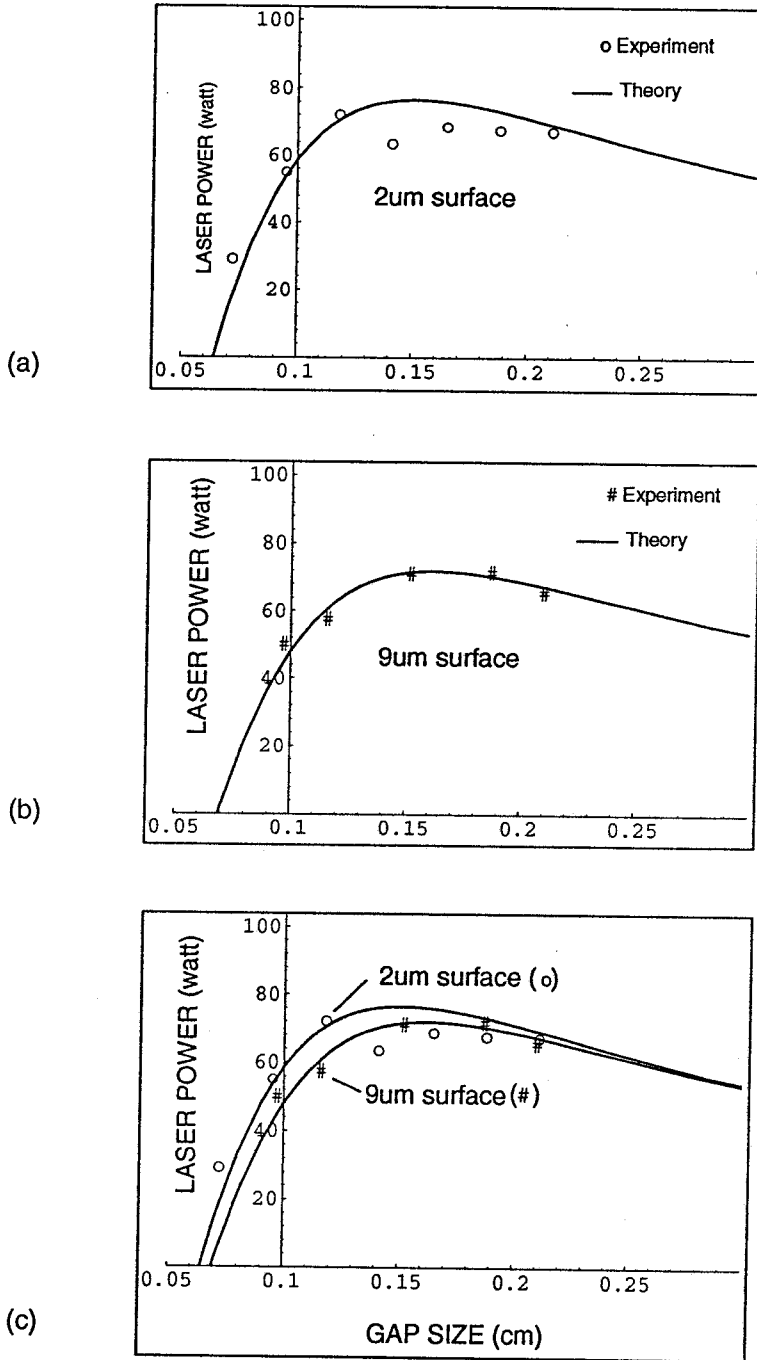 100
o Experiment
Theory
80
60
40
20
LASER POWER (watt)
2um surface
0.05 0.1 0.15 0.2 0.25
(a)
100
# Experiment
Theory
80
60
40
20
LASER POWER (watt)
9um surface
0.05 0.1 0.15 0.2 0.25
(b)
100
2um surface (o)
80
60
40
20
LASER POWER (watt)
9um surface (#)
0.05 0.1 0.15 0.2 0.25
GAP SIZE (cm)
(c)